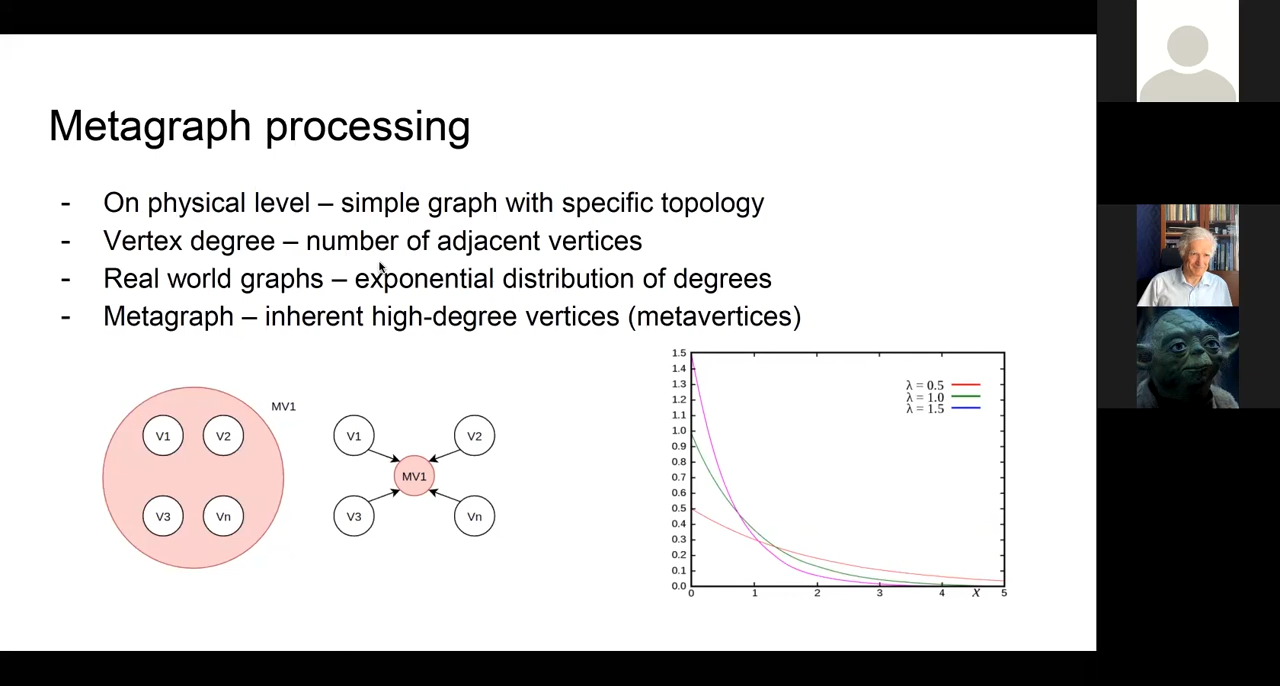 Metagraph processing
- On physical level – simple graph with specific topology
- Vertex degree – number of adjacent vertices
- Real world graphs – exponential distribution of degrees
- Metagraph – inherent high-degree vertices (metavertices)
MV1
V1 V2
V3 Vn
V1 V2
MV1
V3 Vn
1.5
1.4
1.3
1.2
1.1
1.0
0.9
0.8
0.7
0.6
0.5
0.4
0.3
0.2
0.1
0.0
λ = 0.5
λ = 1.0
λ = 1.5
0 1 2 3 4 x 5